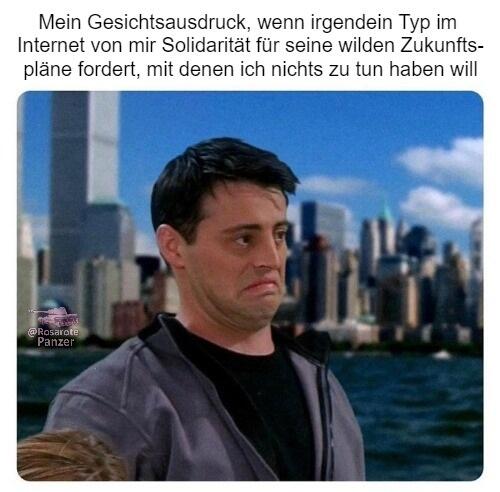 Mein Gesichtsausdruck, wenn irgendein Typ im
Internet von mir Solidarität für seine wilden Zukunfts-
pläne fordert, mit denen ich nichts zu tun haben will
@Rosarote
Panzer